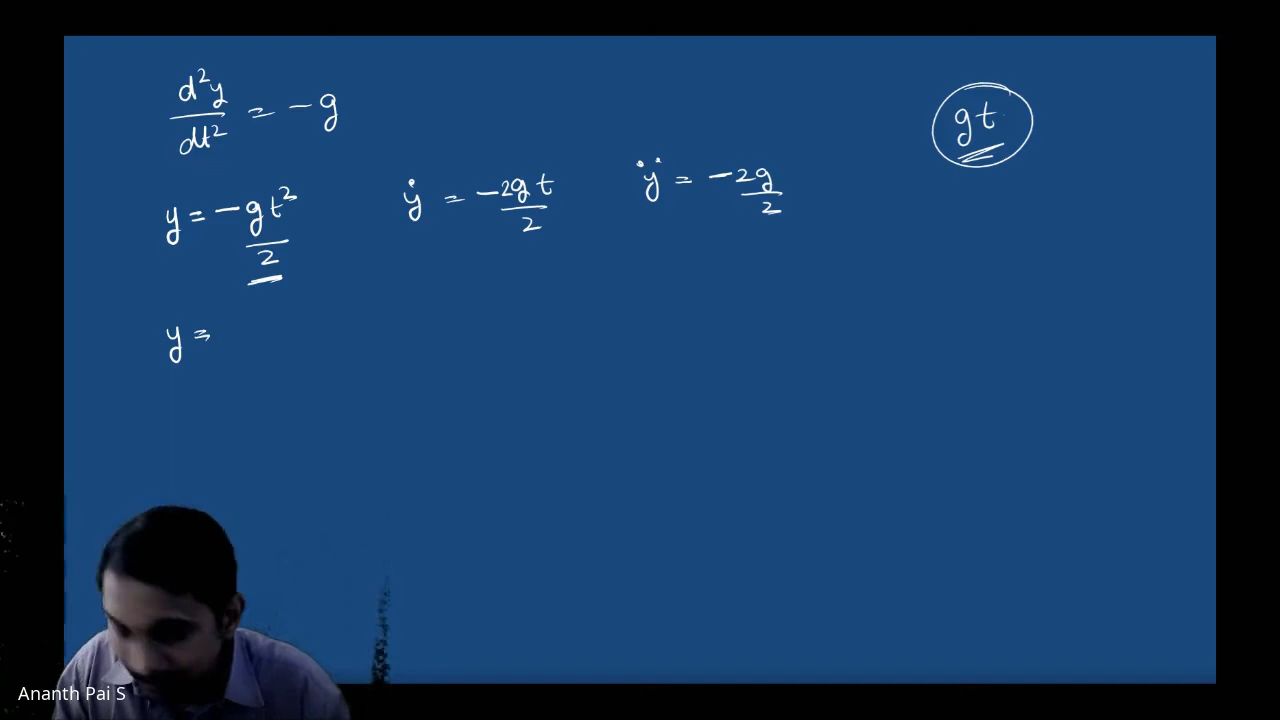 d²y/dt² = -g
gt
y = -gt²/2
ẏ = -2gt/2
ÿ = -2g/2
y =
Ananth Pai S